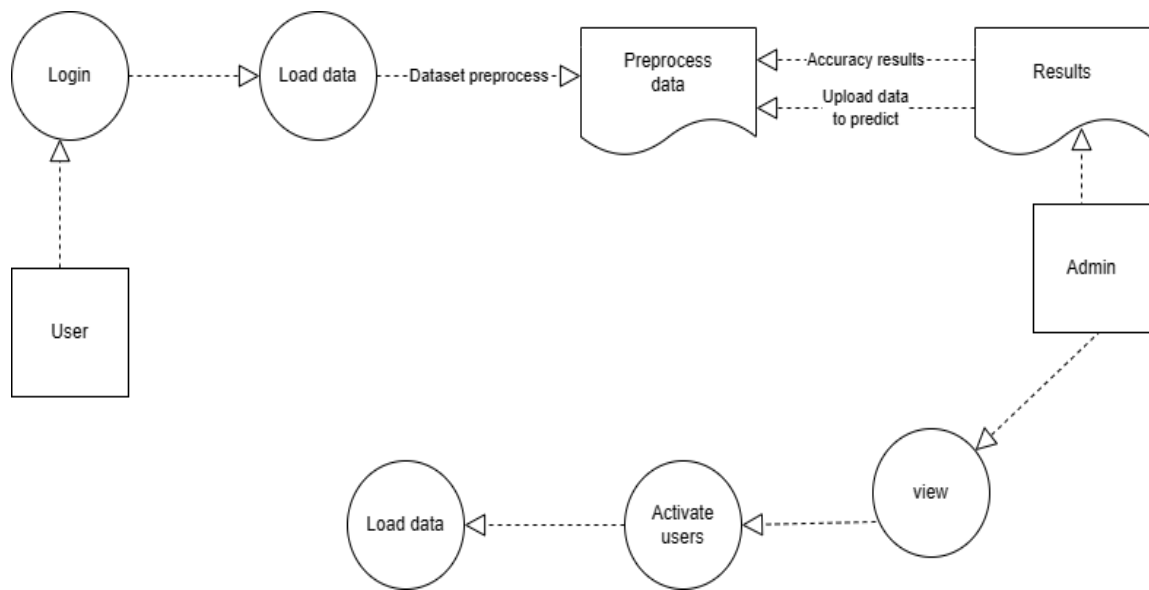 Login
Load data
Dataset preprocess
Preprocess
data
Accuracy results
Upload data
to predict
Results
User
Admin
Load data
Activate
users
view